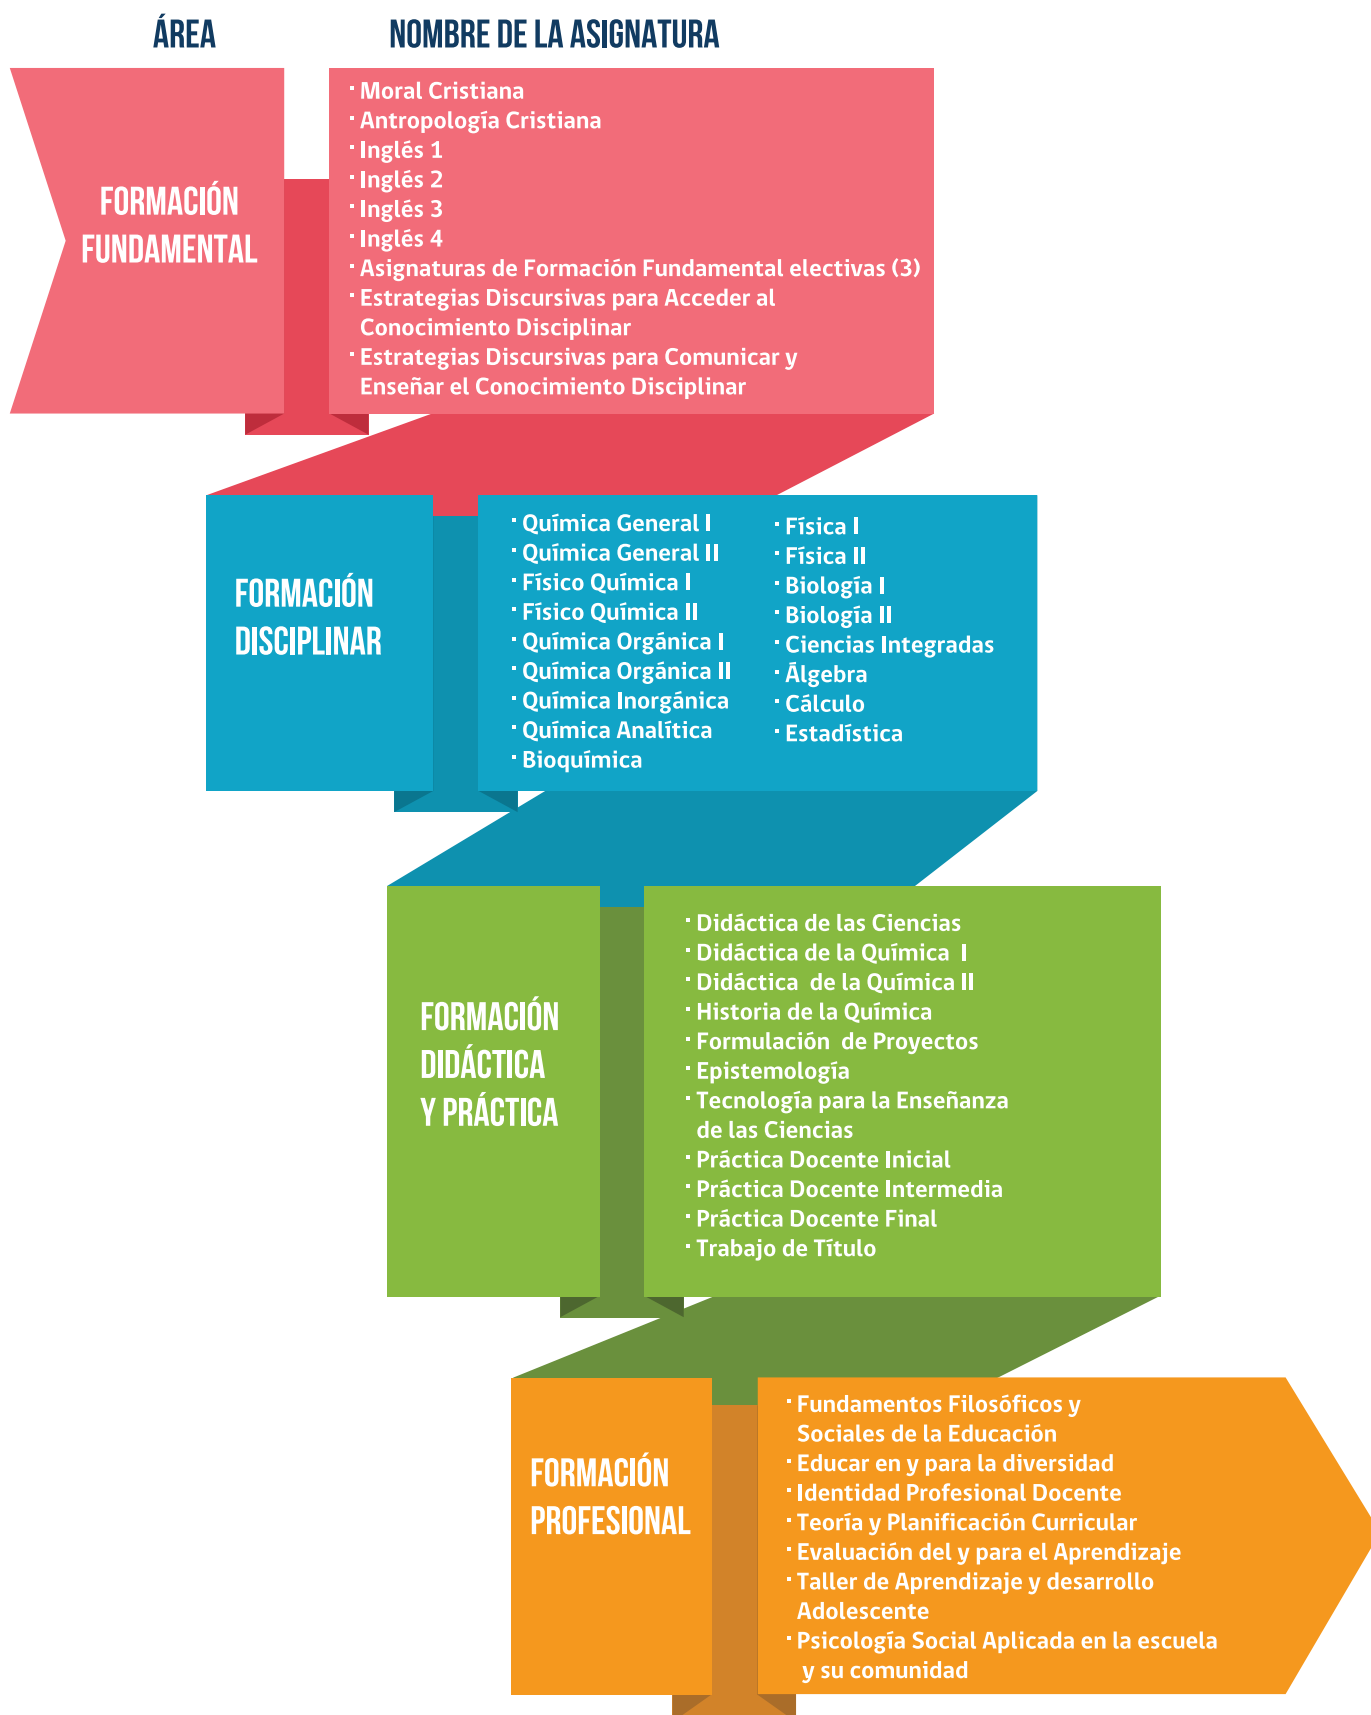 ÁREA
NOMBRE DE LA ASIGNATURA
FORMACIÓN
FUNDAMENTAL
· Moral Cristiana
· Antropología Cristiana
· Inglés 1
· Inglés 2
· Inglés 3
· Inglés 4
· Asignaturas de Formación Fundamental electivas (3)
· Estrategias Discursivas para Acceder al
Conocimiento Disciplinar
· Estrategias Discursivas para Comunicar y
Enseñar el Conocimiento Disciplinar
FORMACIÓN
DISCIPLINAR
· Química General I
· Química General II
· Físico Química I
· Físico Química II
· Química Orgánica I
· Química Orgánica II
· Química Inorgánica
· Química Analítica
· Bioquímica
· Física I
· Física II
· Biología I
· Biología II
· Ciencias Integradas
· Álgebra
· Cálculo
· Estadística
FORMACIÓN
DIDÁCTICA
Y PRÁCTICA
· Didáctica de las Ciencias
· Didáctica de la Química I
· Didáctica de la Química II
· Historia de la Química
· Formulación de Proyectos
· Epistemología
· Tecnología para la Enseñanza
de las Ciencias
· Práctica Docente Inicial
· Práctica Docente Intermedia
· Práctica Docente Final
· Trabajo de Título
FORMACIÓN
PROFESIONAL
· Fundamentos Filosóficos y
Sociales de la Educación
· Educar en y para la diversidad
· Identidad Profesional Docente
· Teoría y Planificación Curricular
· Evaluación del y para el Aprendizaje
· Taller de Aprendizaje y desarrollo
Adolescente
· Psicología Social Aplicada en la escuela
y su comunidad